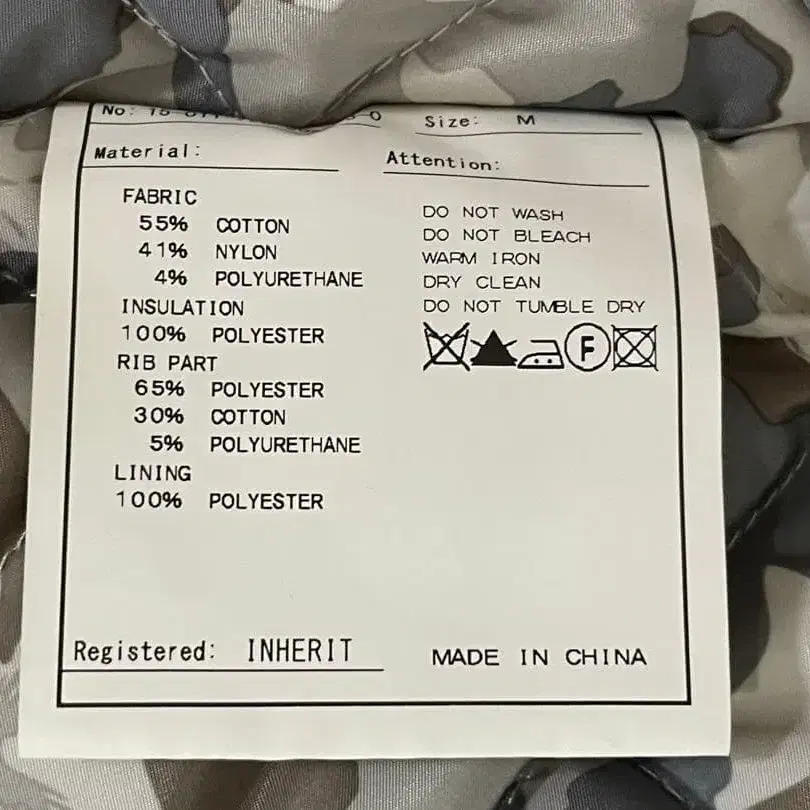 No: Size: M
Material: Attention:
FABRIC
55% COTTON
41% NYLON
4% POLYURETHANE
INSULATION
100% POLYESTER
RIB PART
65% POLYESTER
30% COTTON
5% POLYURETHANE
LINING
100% POLYESTER
DO NOT WASH
DO NOT BLEACH
WARM IRON
DRY CLEAN
DO NOT TUMBLE DRY
F
Registered: INHERIT
MADE IN CHINA